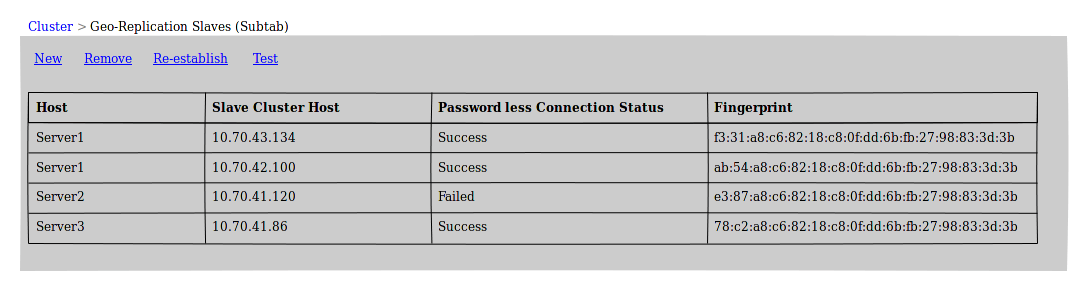 Cluster > Geo-Replication Slaves (Subtab)
New Remove Re-establish Test
Host Slave Cluster Host Password less Connection Status Fingerprint
Server1 10.70.43.134 Success f3:31:a8:c6:82:18:c8:0f:dd:6b:fb:27:98:83:3d:3b
Server1 10.70.42.100 Success ab:54:a8:c6:82:18:c8:0f:dd:6b:fb:27:98:83:3d:3b
Server2 10.70.41.120 Failed e3:87:a8:c6:82:18:c8:0f:dd:6b:fb:27:98:83:3d:3b
Server3 10.70.41.86 Success 78:c2:a8:c6:82:18:c8:0f:dd:6b:fb:27:98:83:3d:3b